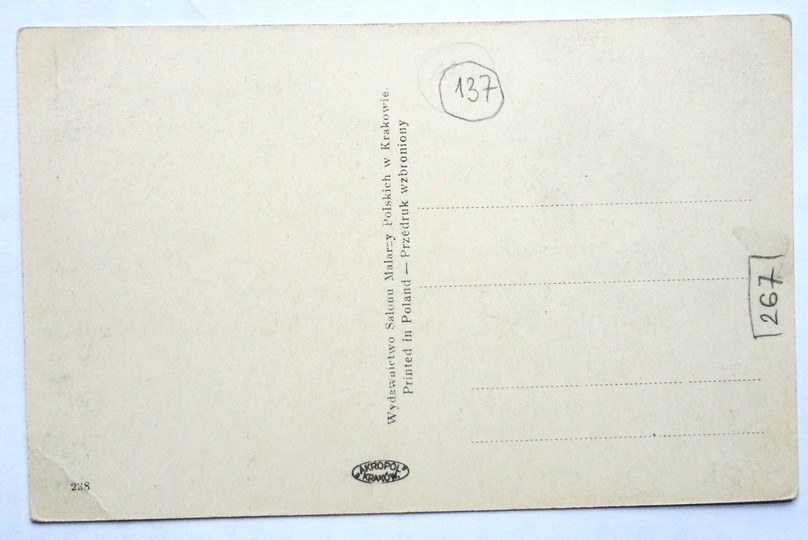 137
Wydawnictwo Salonu Malarzy Polskich w Krakowie.
Printed in Poland — Przedruk wzbroniony
267
"AKROPOL"
KRAKÓW.
238